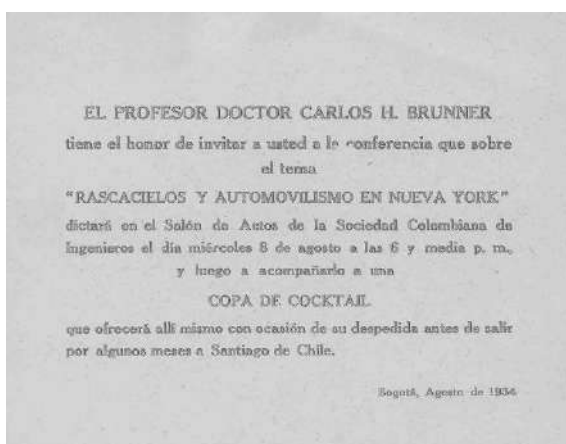 EL PROFESOR DOCTOR CARLOS H. BRUNNER
tiene el honor de invitar a usted a la conferencia que sobre
el tema
"RASCACIELOS Y AUTOMOVILISMO EN NUEVA YORK"
dictará en el Salón de Actos de la Sociedad Colombiana de
Ingenieros el día miércoles 8 de agosto a las 6 y media p. m.,
y luego a acompañarlo a una
COPA DE COCKTAIL
que ofrecerá allí mismo con ocasión de su despedida antes de salir
por algunos meses a Santiago de Chile.
Bogotá, Agosto de 1934